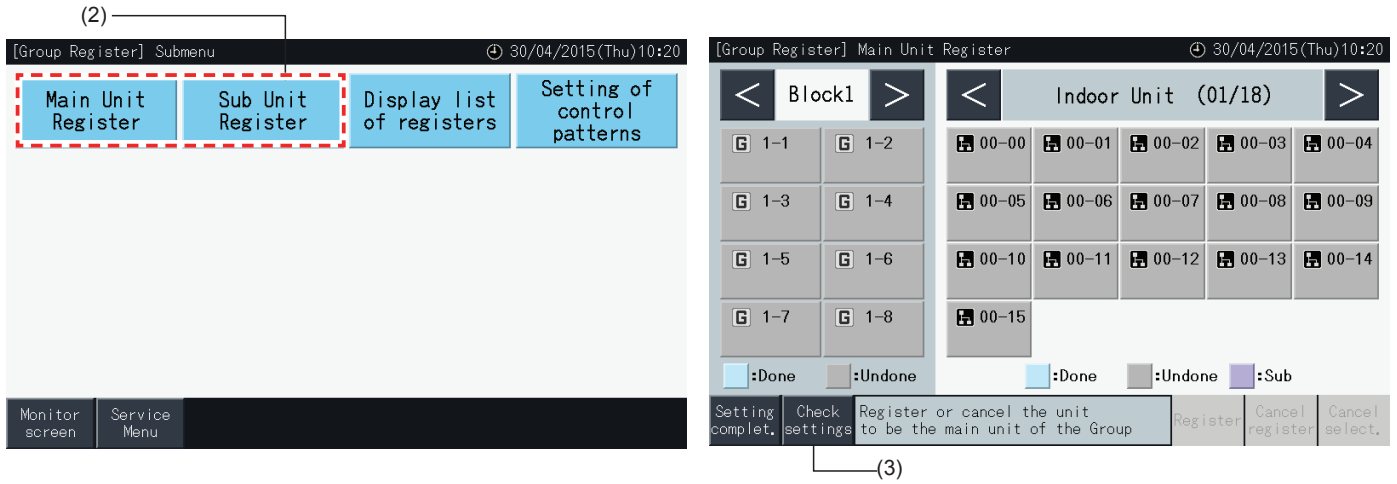 (2)
[Group Register] Submenu 30/04/2015(Thu)10:20
Main Unit
Register
Sub Unit
Register
Display list
of registers
Setting of
control
patterns
Monitor
screen
Service
Menu
[Group Register] Main Unit Register 30/04/2015(Thu)10:20
< Block1 >
< Indoor Unit (01/18) >
G 1-1 G 1-2
G 1-3 G 1-4
G 1-5 G 1-6
G 1-7 G 1-8
:Done :Undone
00-00 00-01 00-02 00-03 00-04
00-05 00-06 00-07 00-08 00-09
00-10 00-11 00-12 00-13 00-14
00-15
:Done :Undone :Sub
Setting
complet.
Check
settings
Register or cancel the unit
to be the main unit of the Group
Register
Cancel
register
Cancel
select.
(3)